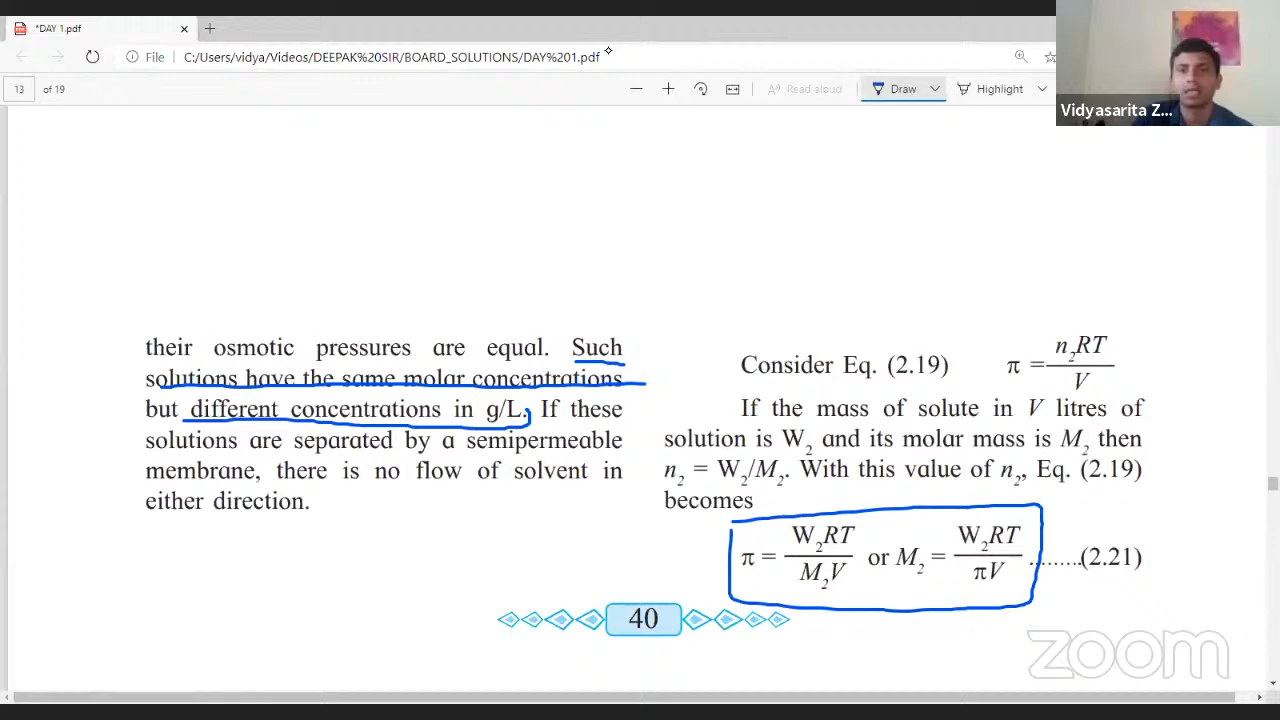 *DAY 1.pdf
File C:/Users/vidya/Videos/DEEPAK%20SIR/BOARD_SOLUTIONS/DAY%201.pdf
13 of 19 Read aloud Draw Highlight
Vidyasarita Z...
their osmotic pressures are equal. Such
solutions have the same molar concentrations
but different concentrations in g/L. If these
solutions are separated by a semipermeable
membrane, there is no flow of solvent in
either direction.
Consider Eq. (2.19) π = n₂RT/V
If the mass of solute in V litres of
solution is W₂ and its molar mass is M₂ then
n₂ = W₂/M₂. With this value of n₂, Eq. (2.19)
becomes
π = W₂RT/M₂V or M₂ = W₂RT/πV ........(2.21)
40
zoom